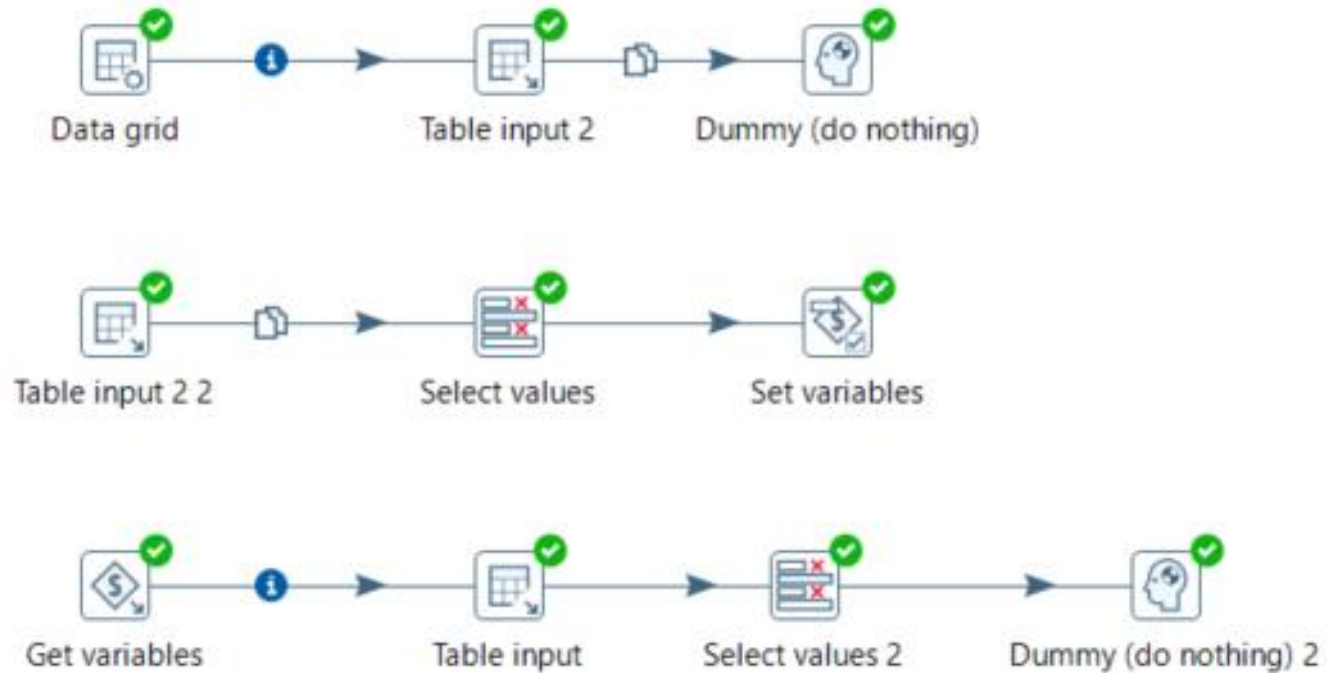 Data grid
Table input 2
Dummy (do nothing)
Table input 2 2
Select values
Set variables
Get variables
Table input
Select values 2
Dummy (do nothing) 2